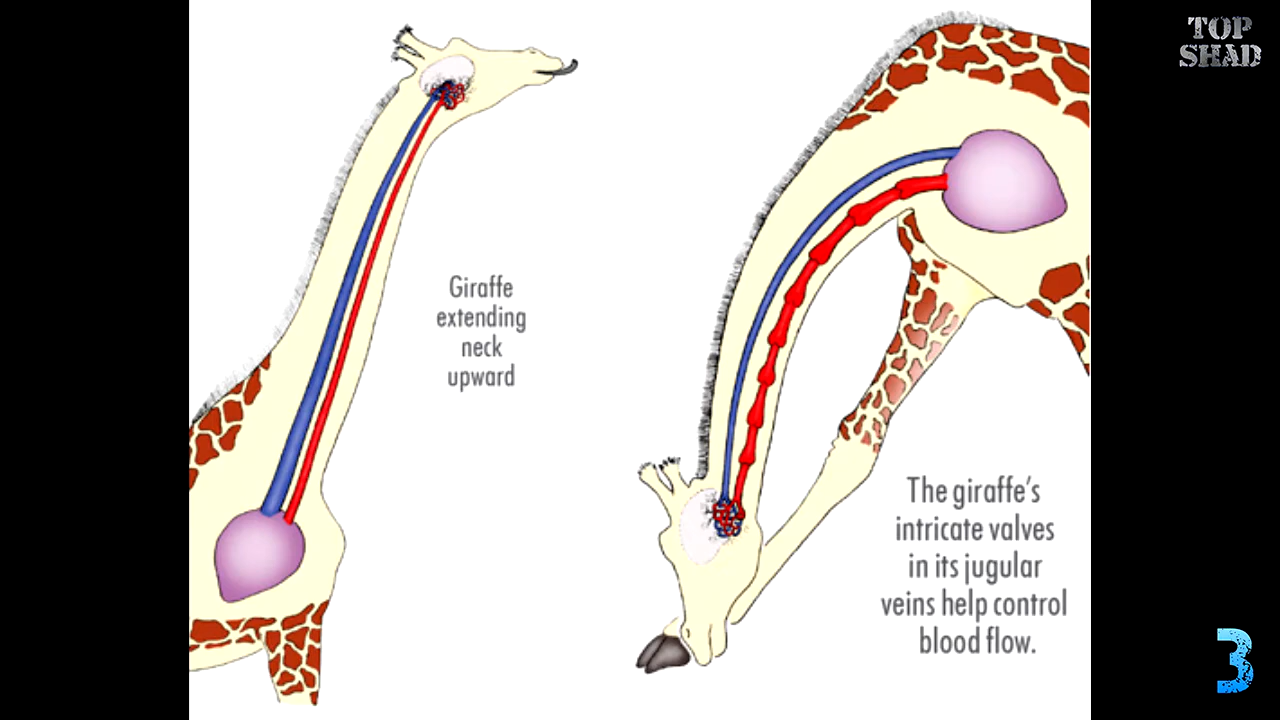 TOP
SHAD
Giraffe
extending
neck
upward
The giraffe's
intricate valves
in its jugular
veins help control
blood flow.
3